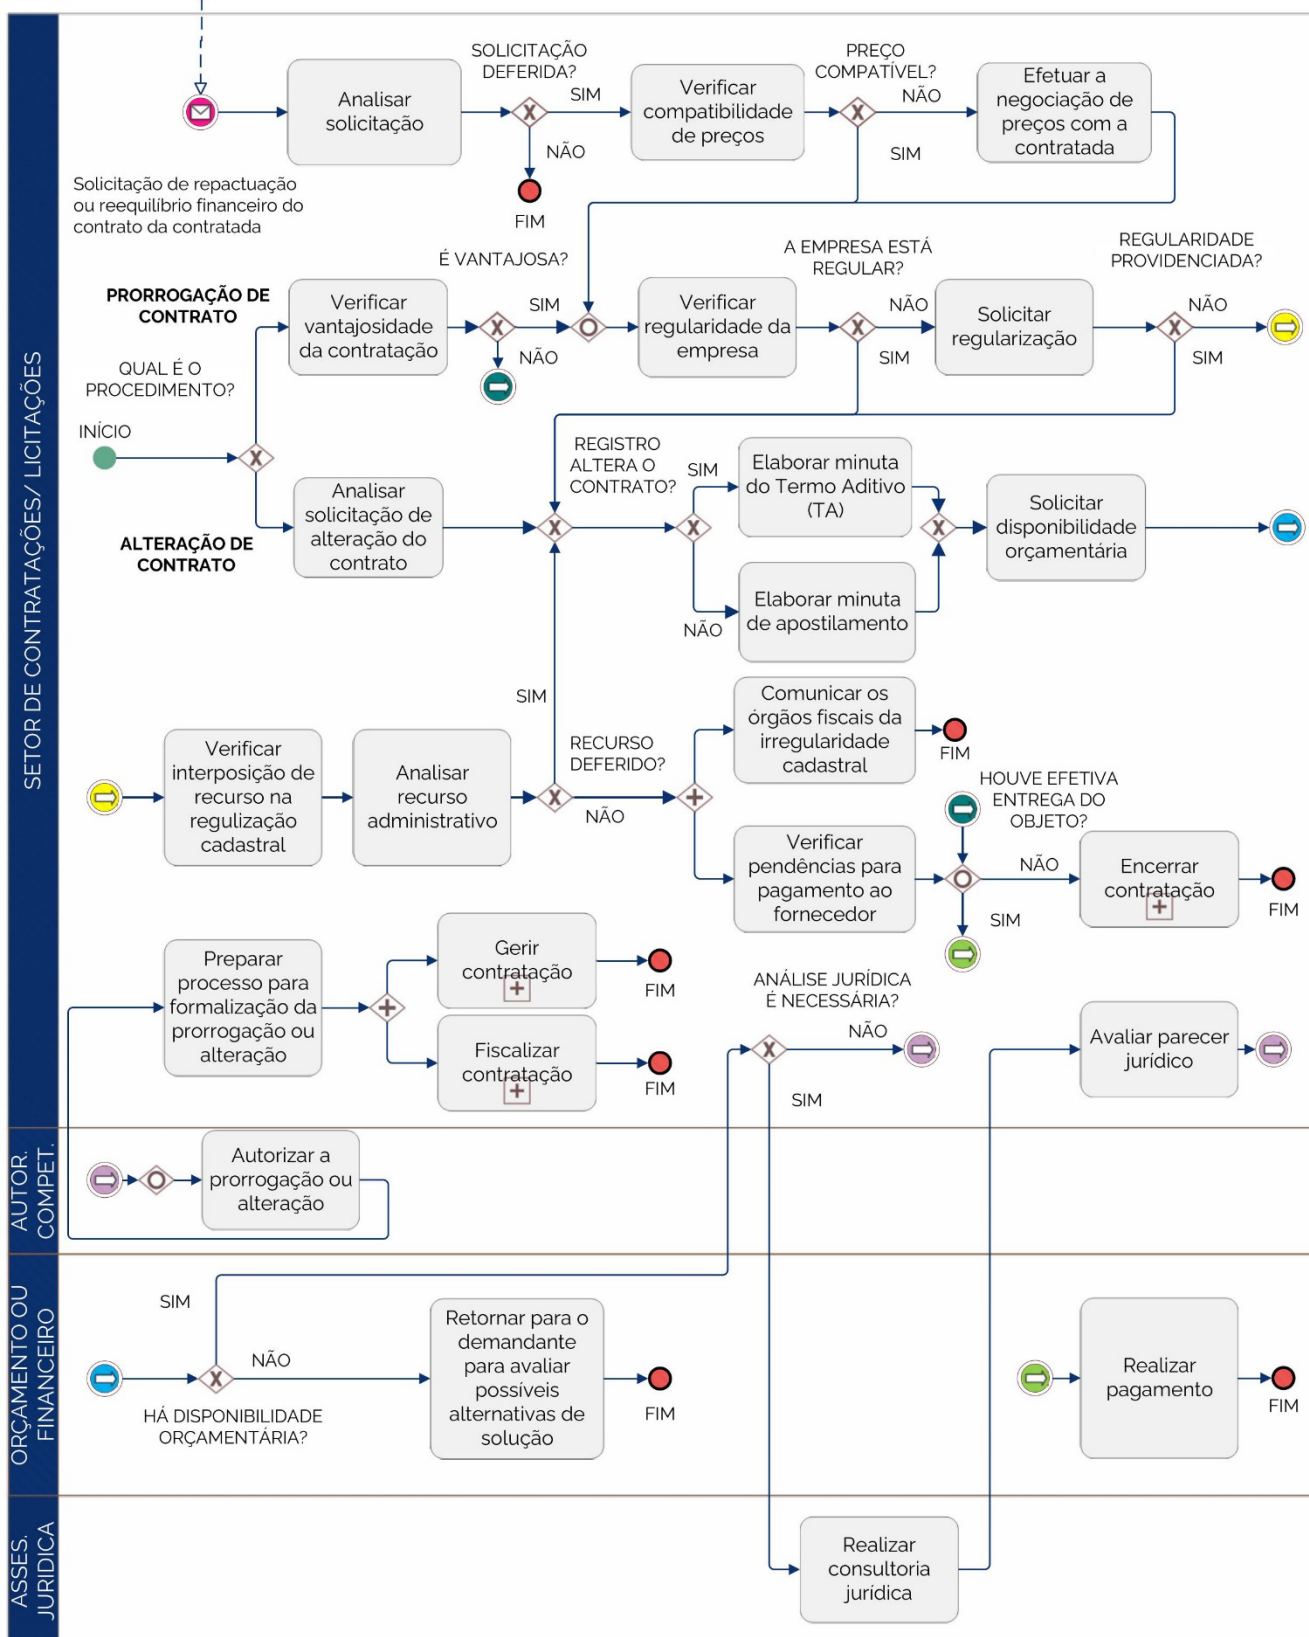 SETOR DE CONTRATAÇÕES/ LICITAÇÕES
Analisar
solicitação
SOLICITAÇÃO
DEFERIDA?
SIM
NÃO
FIM
Verificar
compatibilidade
de preços
PREÇO
COMPATÍVEL?
NÃO
SIM
Efetuar a
negociação de
preços com a
contratada
Solicitação de repactuação
ou reequilíbrio financeiro do
contrato da contratada
PRORROGAÇÃO DE
CONTRATO
QUAL É O
PROCEDIMENTO?
INÍCIO
ALTERAÇÃO DE
CONTRATO
Verificar
vantajosidade
da contratação
É VANTAJOSA?
SIM
NÃO
Verificar
regularidade da
empresa
A EMPRESA ESTÁ
REGULAR?
NÃO
SIM
Solicitar
regularização
REGULARIDADE
PROVIDENCIADA?
NÃO
SIM
Analisar
solicitação de
alteração do
contrato
REGISTRO
ALTERA O
CONTRATO?
SIM
NÃO
Elaborar minuta
do Termo Aditivo
(TA)
Elaborar minuta
de apostilamento
Solicitar
disponibilidade
orçamentária
Verificar
interposição de
recurso na
regulização
cadastral
Analisar
recurso
administrativo
SIM
RECURSO
DEFERIDO?
NÃO
Comunicar os
órgãos fiscais da
irregularidade
cadastral
FIM
Verificar
pendências para
pagamento ao
fornecedor
HOUVE EFETIVA
ENTREGA DO
OBJETO?
NÃO
SIM
Encerrar
contratação
FIM
Preparar
processo para
formalização da
prorrogação ou
alteração
Gerir
contratação
FIM
Fiscalizar
contratação
FIM
ANÁLISE JURÍDICA
É NECESSÁRIA?
NÃO
SIM
Avaliar parecer
jurídico
AUTOR.
COMPET.
Autorizar a
prorrogação ou
alteração
ORÇAMENTO OU
FINANCEIRO
SIM
NÃO
HÁ DISPONIBILIDADE
ORÇAMENTÁRIA?
Retornar para o
demandante
para avaliar
possíveis
alternativas de
solução
FIM
Realizar
pagamento
FIM
ASSES.
JURIDICA
Realizar
consultoria
jurídica